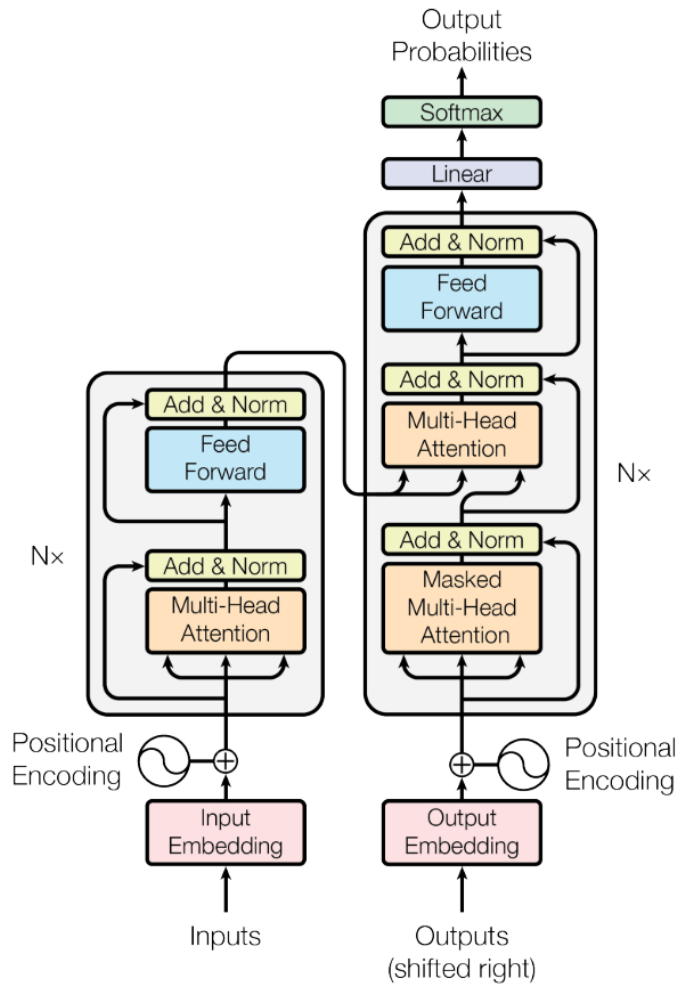 Output
Probabilities
Softmax
Linear
Add & Norm
Feed
Forward
Add & Norm
Multi-Head
Attention
Add & Norm
Masked
Multi-Head
Attention
N×
Add & Norm
Feed
Forward
Add & Norm
Multi-Head
Attention
N×
Positional
Encoding
Positional
Encoding
Input
Embedding
Output
Embedding
Inputs
Outputs
(shifted right)